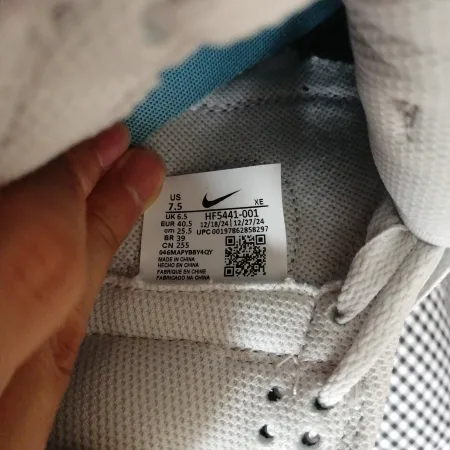 US
7.5
XE
UK 6.5
EUR 40.5
cm 25.5
BR 39
CN 255
HF5441-001
12/18/24 12/27/24
UPC 00197862858297
046MAPYBBY4QY
MADE IN CHINA
HECHO EN CHINA
FABRIQUE EN CHINE
FABRICADO NA CHINA